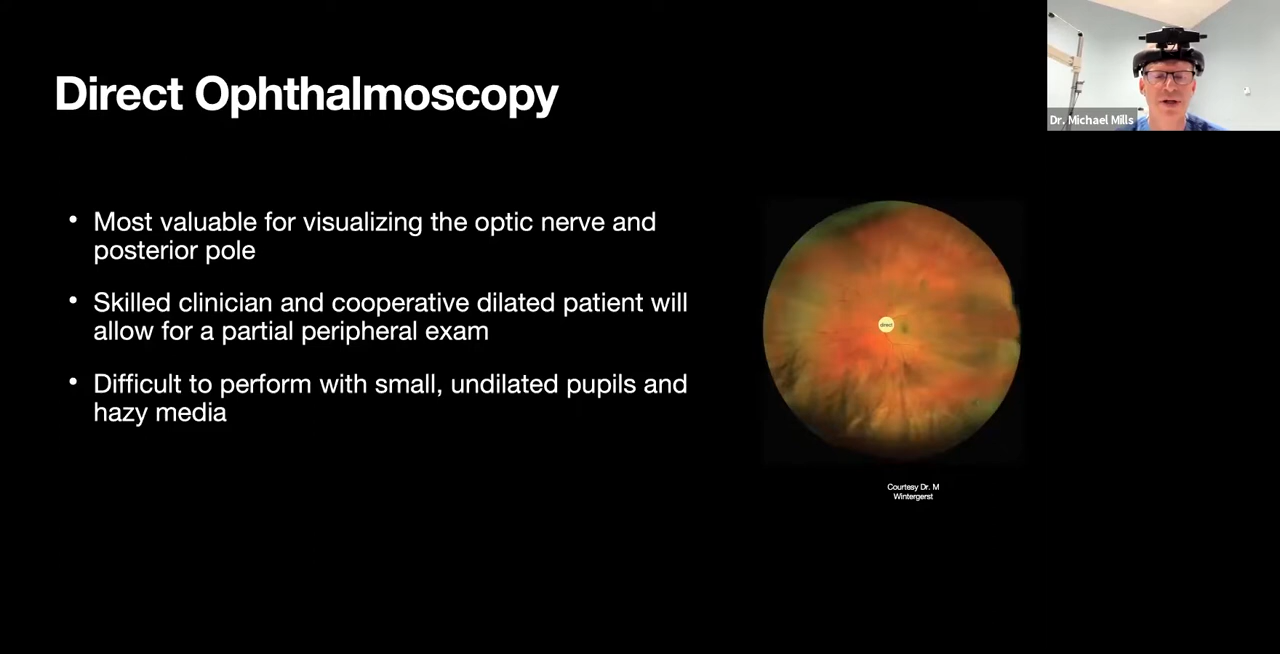 Direct Ophthalmoscopy
Dr. Michael Mills
• Most valuable for visualizing the optic nerve and
posterior pole
• Skilled clinician and cooperative dilated patient will
allow for a partial peripheral exam
• Difficult to perform with small, undilated pupils and
hazy media
direct
Courtesy Dr. M
Wintergerst